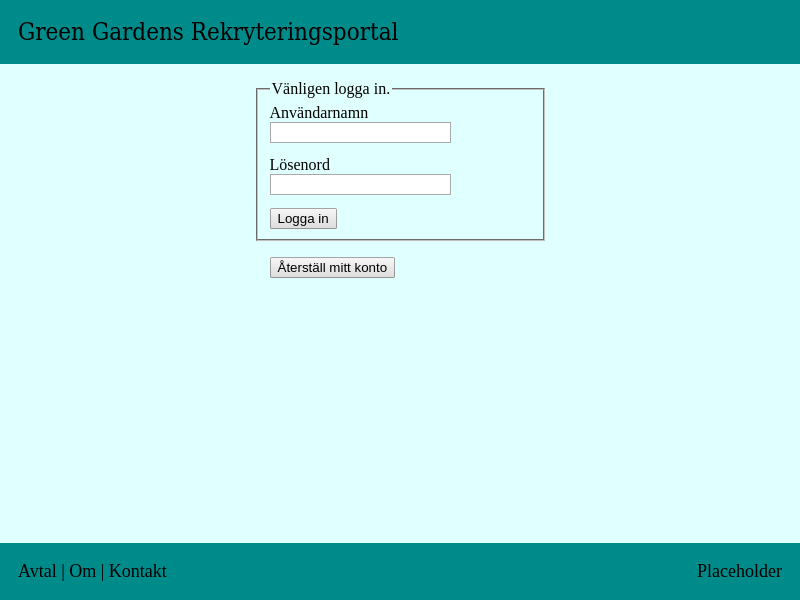 Green Gardens Rekryteringsportal
Vänligen logga in.
Användarnamn
Lösenord
Logga in
Återställ mitt konto
Avtal | Om | Kontakt
Placeholder